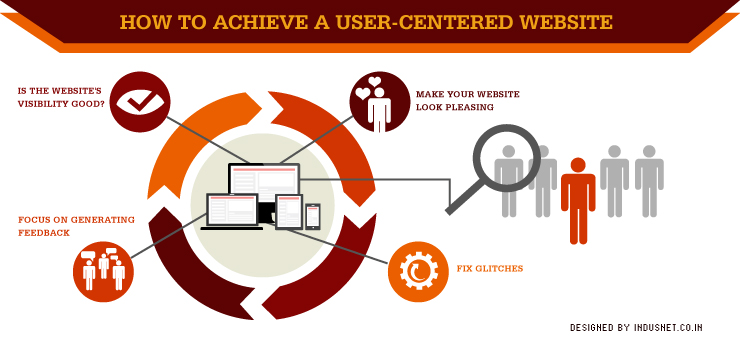 HOW TO ACHIEVE A USER-CENTERED WEBSITE
IS THE WEBSITE'S
VISIBILITY GOOD?
MAKE YOUR WEBSITE
LOOK PLEASING
FOCUS ON GENERATING
FEEDBACK
FIX GLITCHES
DESIGNED BY INDUSNET.CO.IN